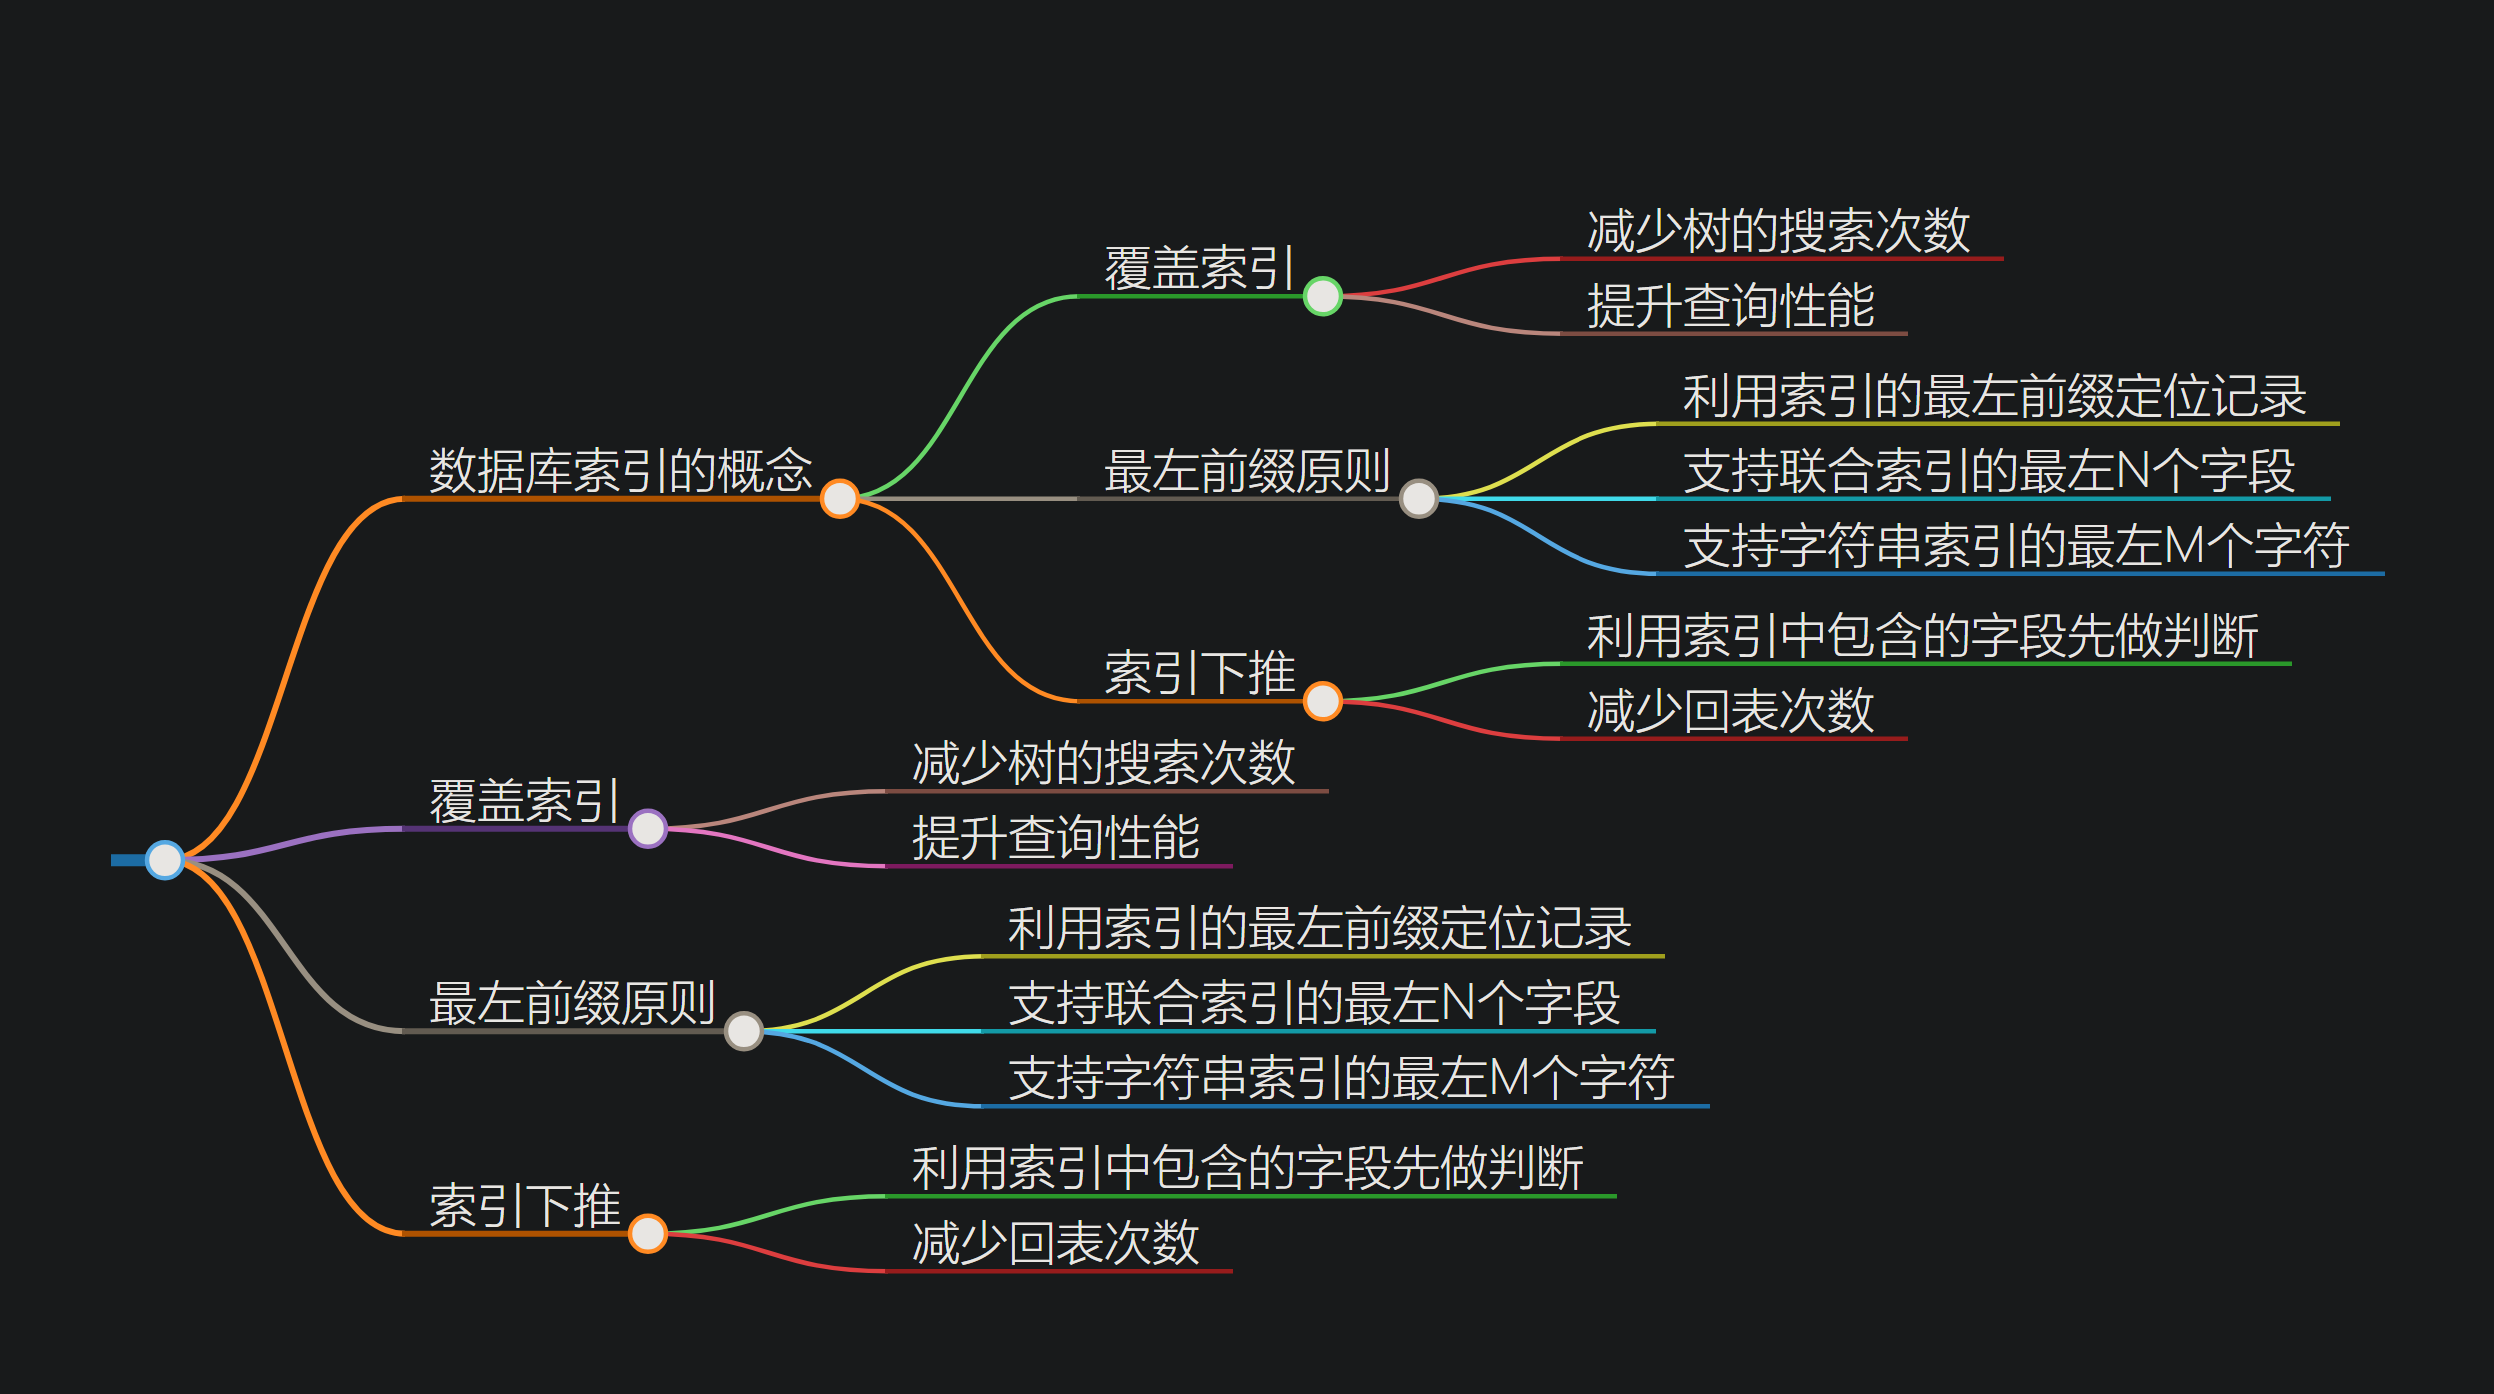 数据库索引的概念
覆盖索引
减少树的搜索次数
提升查询性能
最左前缀原则
利用索引的最左前缀定位记录
支持联合索引的最左N个字段
支持字符串索引的最左M个字符
索引下推
利用索引中包含的字段先做判断
减少回表次数
覆盖索引
减少树的搜索次数
提升查询性能
最左前缀原则
利用索引的最左前缀定位记录
支持联合索引的最左N个字段
支持字符串索引的最左M个字符
索引下推
利用索引中包含的字段先做判断
减少回表次数